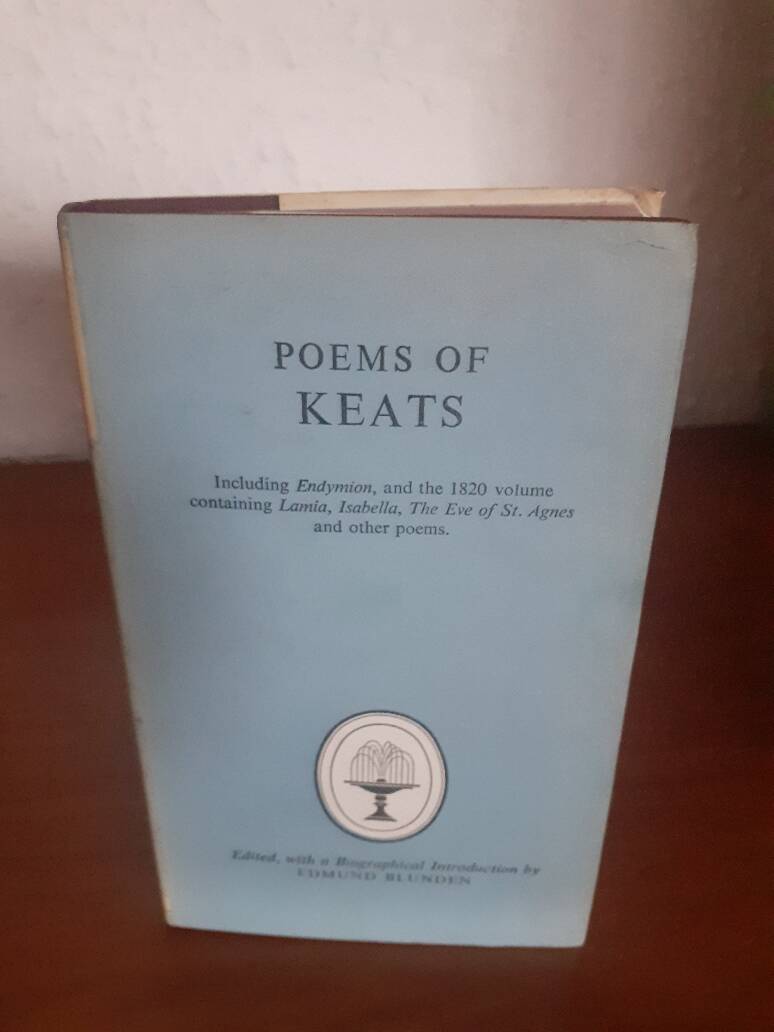 POEMS OF
KEATS
Including Endymion, and the 1820 volume
containing Lamia, Isabella, The Eve of St. Agnes
and other poems.
Edited, with a Biographical Introduction by
EDMUND BLUNDEN